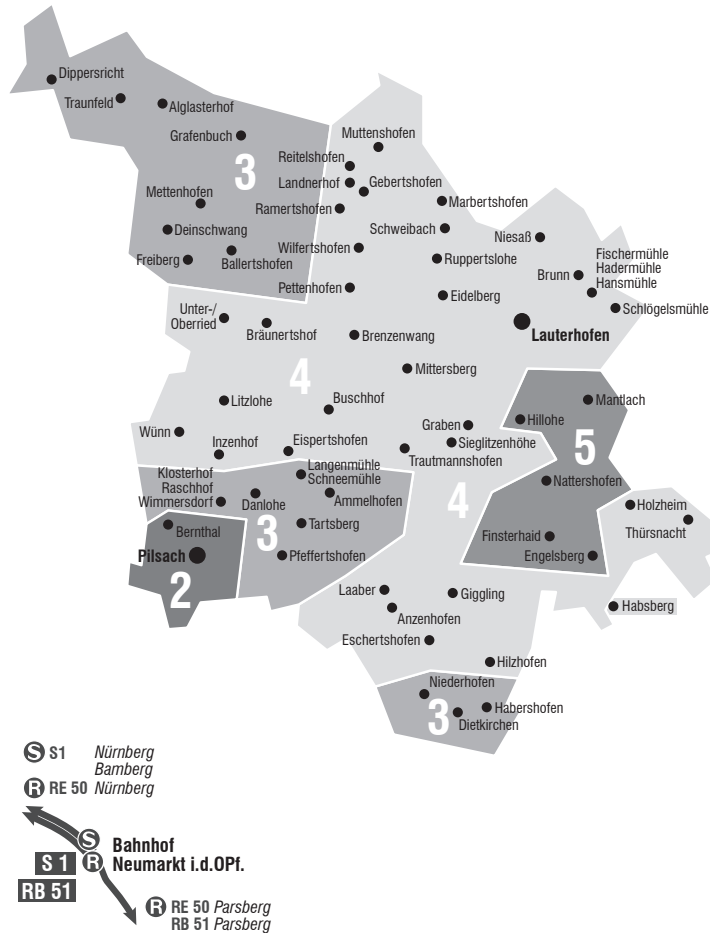 Dippersricht
Traunfeld
Alglasterhof
Grafenbuch
3
Mettenhofen
Deinschwang
Freiberg
Ballertshofen
Muttenshofen
Reitelshofen
Landnerhof
Gebertshofen
Ramertshofen
Marbertshofen
Schweibach
Niesaß
Wilfertshofen
Ruppertslohe
Fischermühle
Hadermühle
Hansmühle
Brunn
Pettenhofen
Eidelberg
Schlögelsmühle
Unter-/
Oberried
Bräunertshof
Brenzenwang
Lauterhofen
Mittersberg
4
Litzlohe
Buschhof
Mantlach
Hillohe
5
Wünn
Inzenhof
Eispertshofen
Graben
Sieglitzenhöhe
Trautmannshofen
Klosterhof
Raschhof
Wimmersdorf
Langenmühle
Schneemühle
Danlohe
Ammelhofen
4
Nattershofen
Holzheim
Thürsnacht
Bernthal
3
Tartsberg
Finsterhaid
Pilsach
Pfeffertshofen
Engelsberg
2
Laaber
Giggling
Anzenhofen
Habsberg
Eschertshofen
Hilzhofen
Niederhofen
3
Habershofen
Dietkirchen
S S1 Nürnberg
Bamberg
R RE 50 Nürnberg
S
Bahnhof
S 1 R Neumarkt i.d.OPf.
RB 51
R RE 50 Parsberg
RB 51 Parsberg